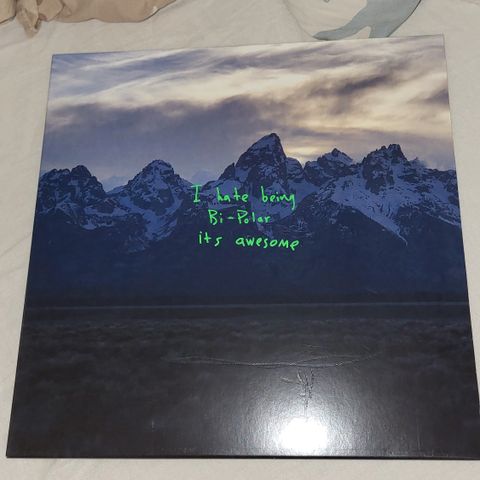 I hate being
Bi-Polar
its awesome